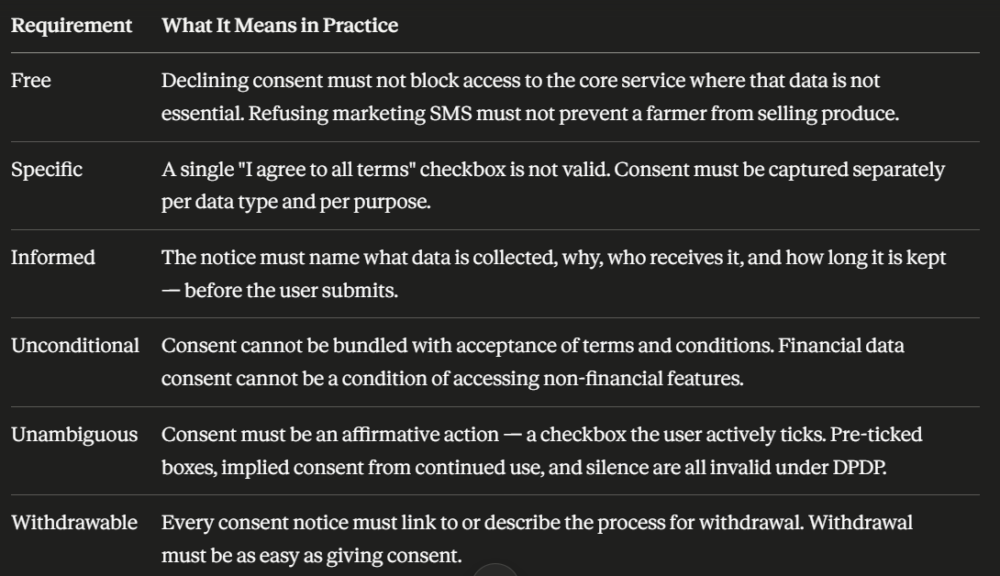 Requirement What It Means in Practice
Free Declining consent must not block access to the core service where that data is not
essential. Refusing marketing SMS must not prevent a farmer from selling produce.
Specific A single "I agree to all terms" checkbox is not valid. Consent must be captured separately
per data type and per purpose.
Informed The notice must name what data is collected, why, who receives it, and how long it is kept
— before the user submits.
Unconditional Consent cannot be bundled with acceptance of terms and conditions. Financial data
consent cannot be a condition of accessing non-financial features.
Unambiguous Consent must be an affirmative action — a checkbox the user actively ticks. Pre-ticked
boxes, implied consent from continued use, and silence are all invalid under DPDP.
Withdrawable Every consent notice must link to or describe the process for withdrawal. Withdrawal
must be as easy as giving consent.